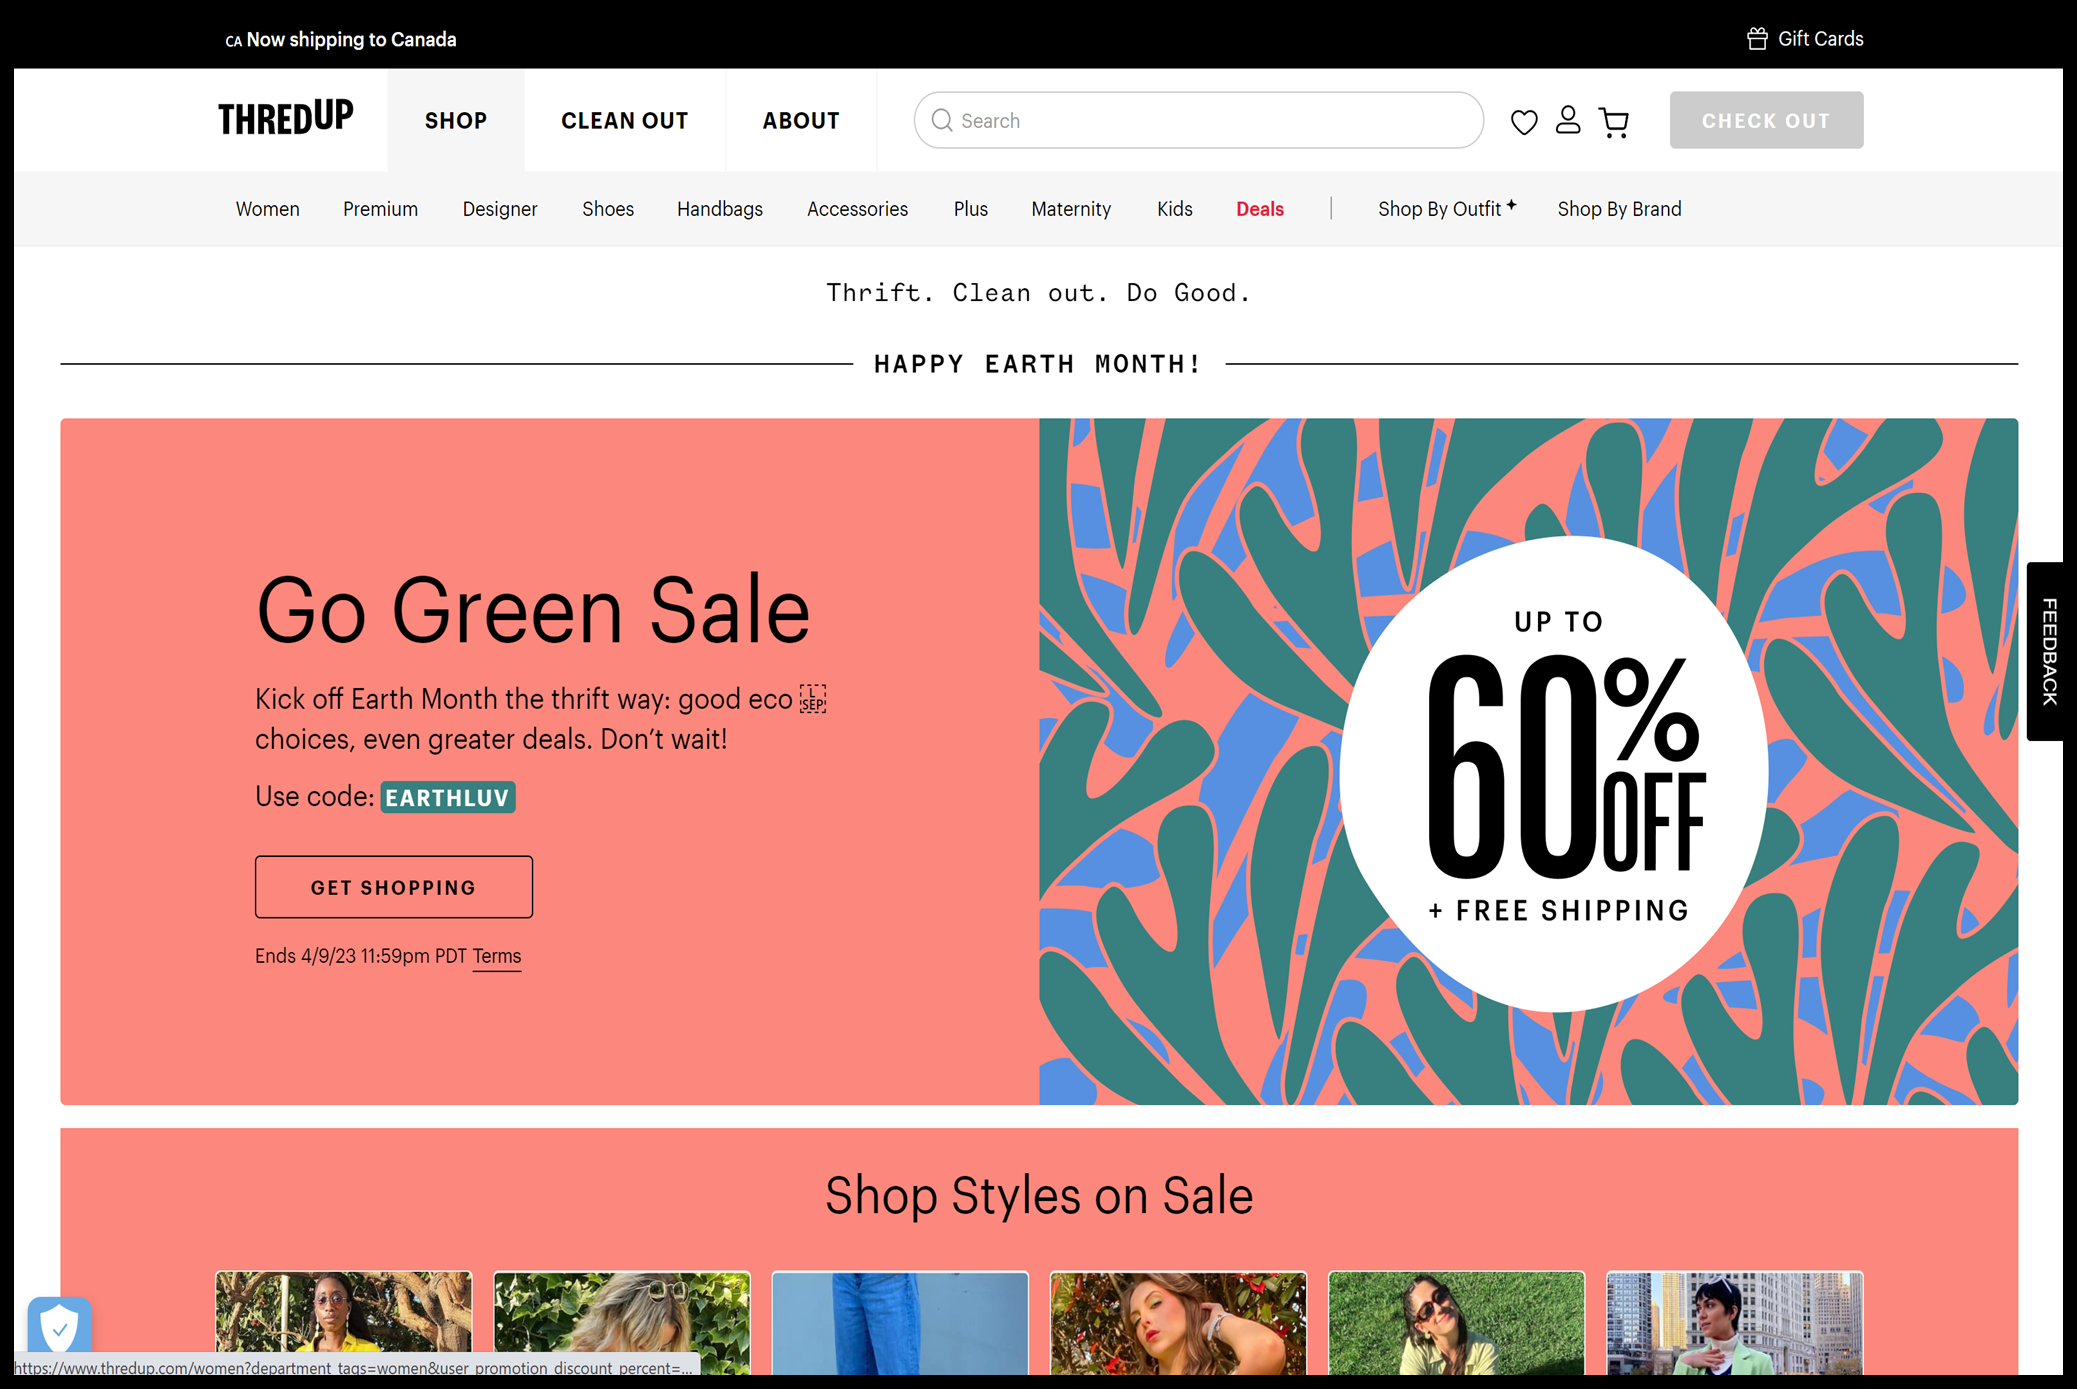 CA Now shipping to Canada
Gift Cards
THREDUP SHOP CLEAN OUT ABOUT Search CHECK OUT
Women Premium Designer Shoes Handbags Accessories Plus Maternity Kids Deals | Shop By Outfit Shop By Brand
Thrift. Clean out. Do Good.
HAPPY EARTH MONTH!
Go Green Sale
Kick off Earth Month the thrift way: good eco L SEP
choices, even greater deals. Don’t wait!
Use code: EARTHLUV
GET SHOPPING
Ends 4/9/23 11:59pm PDT Terms
UP TO
60%
OFF
+ FREE SHIPPING
FEEDBACK
Shop Styles on Sale
https://www.thredup.com/women?department_tags=women&user_promotion_discount_percent=...